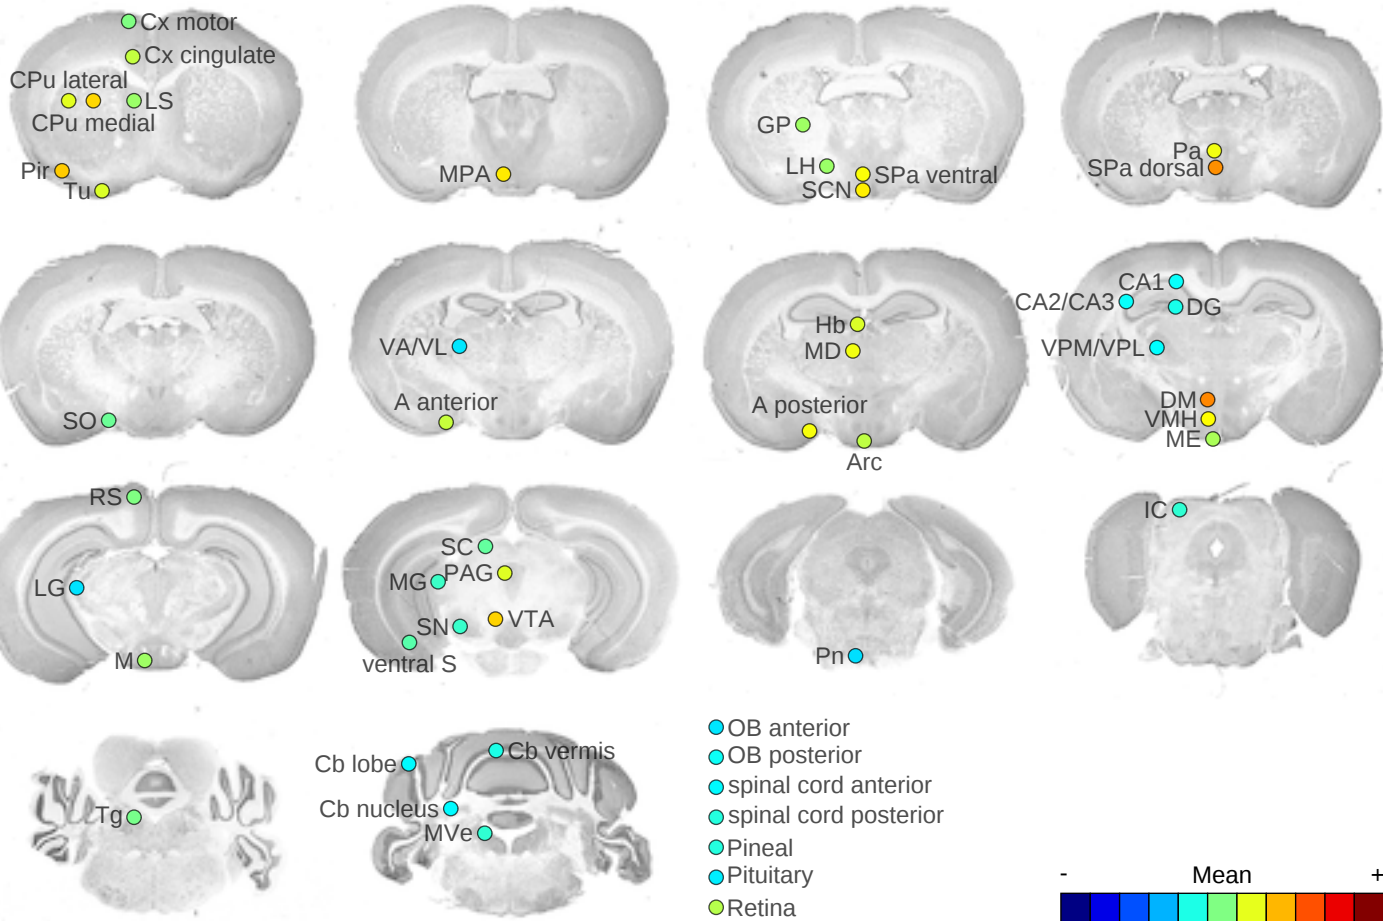 Cx motor
Cx cingulate
CPu lateral
LS
CPu medial
Pir
Tu
MPA
GP
LH
SPa ventral
SCN
Pa
SPa dorsal
SO
VA/VL
A anterior
Hb
MD
A posterior
Arc
CA1
CA2/CA3
DG
VPM/VPL
DM
VMH
ME
RS
LG
M
SC
MG
PAG
SN
VTA
ventral S
Pn
IC
Tg
Cb lobe
Cb vermis
Cb nucleus
MVe
OB anterior
OB posterior
spinal cord anterior
spinal cord posterior
Pineal
Pituitary
Retina
- Mean +